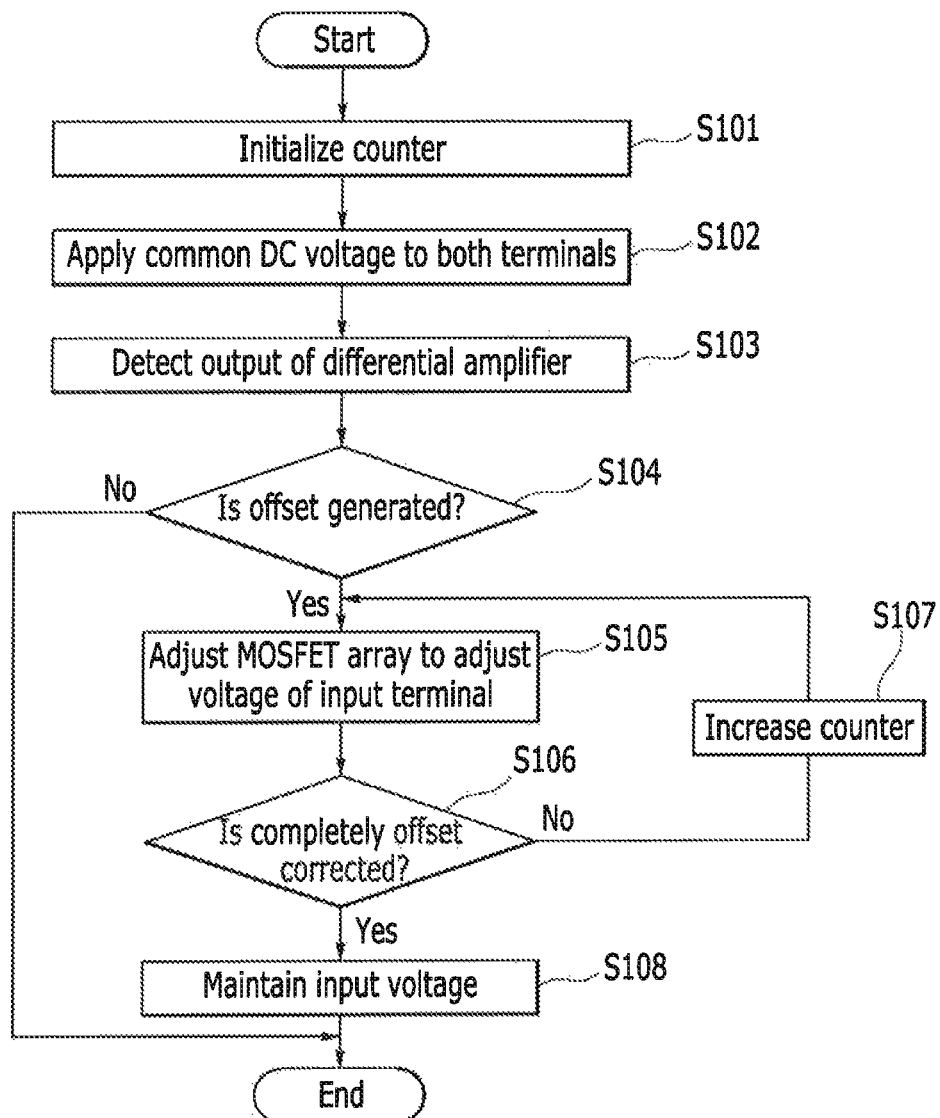 Start
S101
Initialize counter
S102
Apply common DC voltage to both terminals
S103
Detect output of differential amplifier
S104
No
Is offset generated?
Yes
S107
S105
Adjust MOSFET array to adjust
voltage of input terminal
Increase counter
S106
Is completely offset
corrected?
No
Yes
S108
Maintain input voltage
End